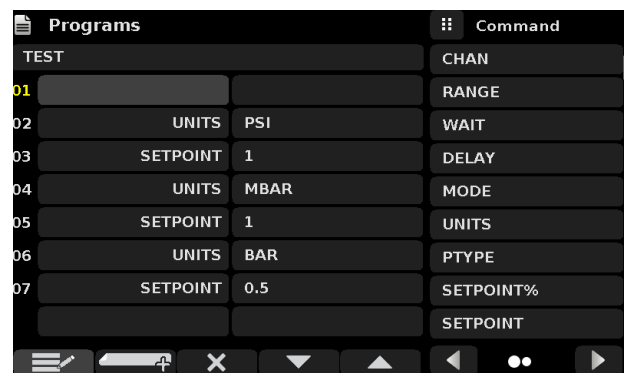 Programs
TEST
01
02 UNITS PSI
03 SETPOINT 1
04 UNITS MBAR
05 SETPOINT 1
06 UNITS BAR
07 SETPOINT 0.5
Command
CHAN
RANGE
WAIT
DELAY
MODE
UNITS
PTYPE
SETPOINT%
SETPOINT